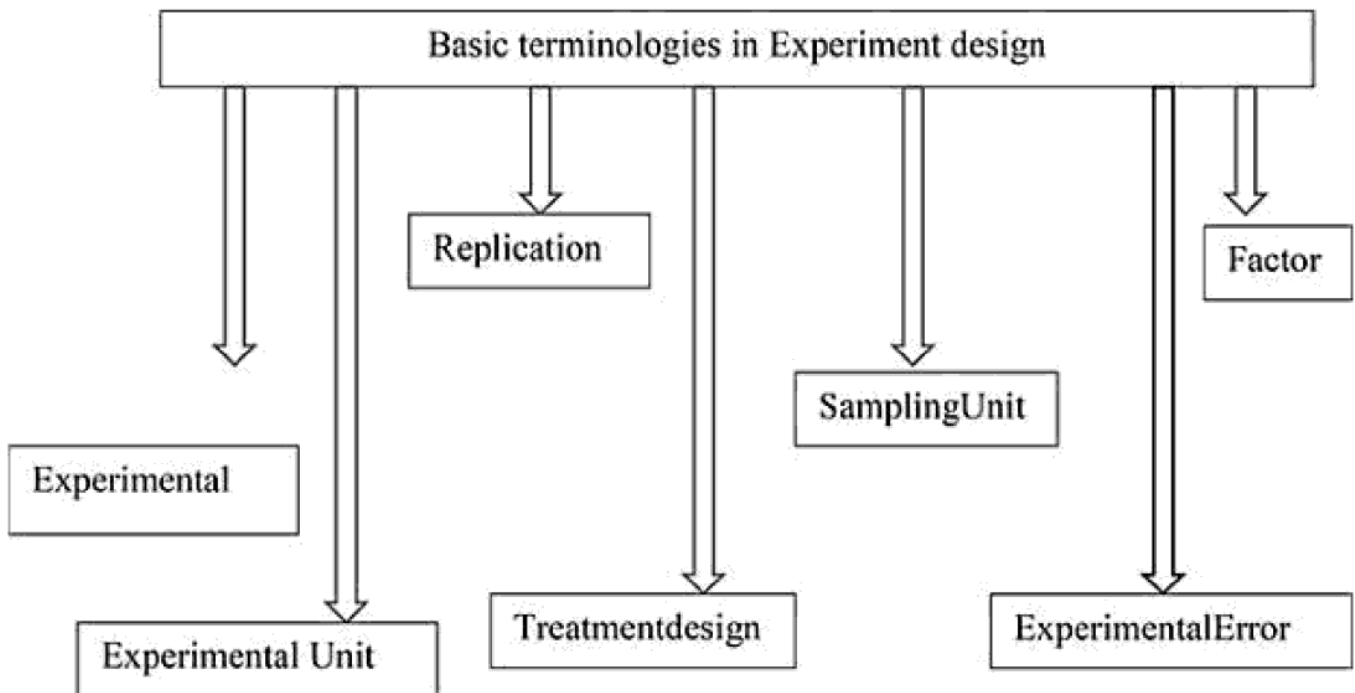 Basic terminologies in Experiment design
Replication
Factor
SamplingUnit
Experimental
Treatmentdesign
ExperimentalError
Experimental Unit